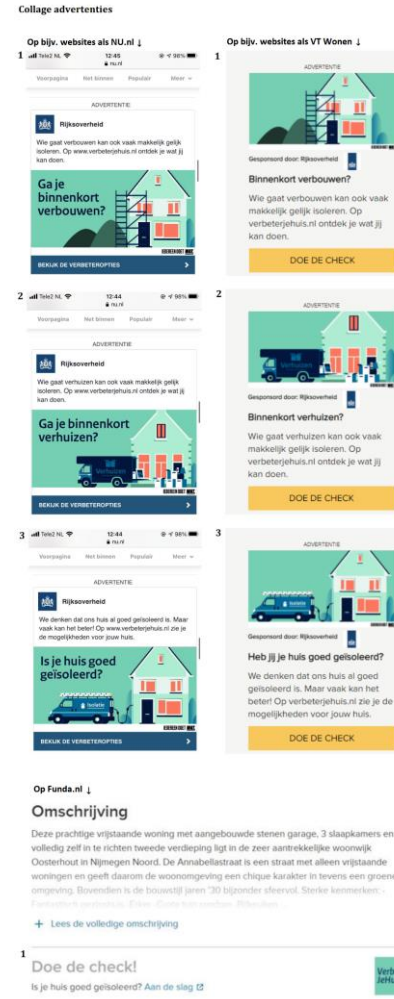 Collage advertenties
Op bijv. websites als NU.nl ↓
1
Tele2 NL 12:45 98%
nu.nl
Voorpagina Net binnen Populair Meer
ADVERTENTIE
Rijksoverheid
Wie gaat verbouwen kan ook vaak makkelijk gelijk
isoleren. Op www.verbeterjehuis.nl ontdek je wat jij
kan doen.
Ga je
binnenkort
verbouwen?
BEKIJK DE VERBETEROPTIES
2
Tele2 NL 12:44 98%
nu.nl
Voorpagina Net binnen Populair Meer
ADVERTENTIE
Rijksoverheid
Wie gaat verhuizen kan ook vaak makkelijk gelijk
isoleren. Op www.verbeterjehuis.nl ontdek je wat jij
kan doen.
Ga je binnenkort
verhuizen?
Verhuizen
BEKIJK DE VERBETEROPTIES
3
Tele2 NL 12:44 98%
nu.nl
Voorpagina Net binnen Populair Meer
ADVERTENTIE
Rijksoverheid
We denken dat ons huis al goed geïsoleerd is. Maar
vaak kan het beter! Op www.verbeterjehuis.nl zie je
de mogelijkheden voor jouw huis.
Is je huis goed
geïsoleerd?
Isolatie
BEKIJK DE VERBETEROPTIES
Op bijv. websites als VT Wonen ↓
1
ADVERTENTIE
Gesponsord door: Rijksoverheid
Binnenkort verbouwen?
Wie gaat verbouwen kan ook vaak
makkelijk gelijk isoleren. Op
verbeterjehuis.nl ontdek je wat jij
kan doen.
DOE DE CHECK
2
ADVERTENTIE
Verhuizen
Gesponsord door: Rijksoverheid
Binnenkort verhuizen?
Wie gaat verhuizen kan ook vaak
makkelijk gelijk isoleren. Op
verbeterjehuis.nl ontdek je wat jij
kan doen.
DOE DE CHECK
3
ADVERTENTIE
Isolatie
Gesponsord door: Rijksoverheid
Heb jij je huis goed geïsoleerd?
We denken dat ons huis al goed
geïsoleerd is. Maar vaak kan het
beter! Op verbeterjehuis.nl zie je de
mogelijkheden voor jouw huis.
DOE DE CHECK
Op Funda.nl ↓
Omschrijving
Deze prachtige vrijstaande woning met aangebouwde stenen garage, 3 slaapkamers en
volledig zelf in te richten tweede verdieping ligt in de zeer aantrekkelijke woonwijk
Oosterhout in Nijmegen Noord. De Annabellastraat is een straat met alleen vrijstaande
woningen en geeft daarom de woonomgeving een chique karakter in tevens een groene
omgeving. Bovendien is de bouwstijl jaren '30 bijzonder sfeervol. Sterke kenmerken: -
+ Lees de volledige omschrijving
1
Doe de check!
Is je huis goed geïsoleerd? Aan de slag